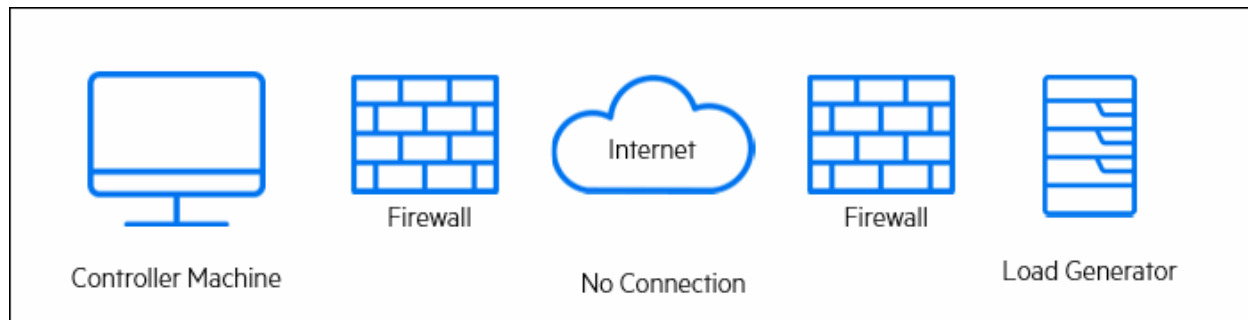 Internet
Firewall
Firewall
Controller Machine
No Connection
Load Generator